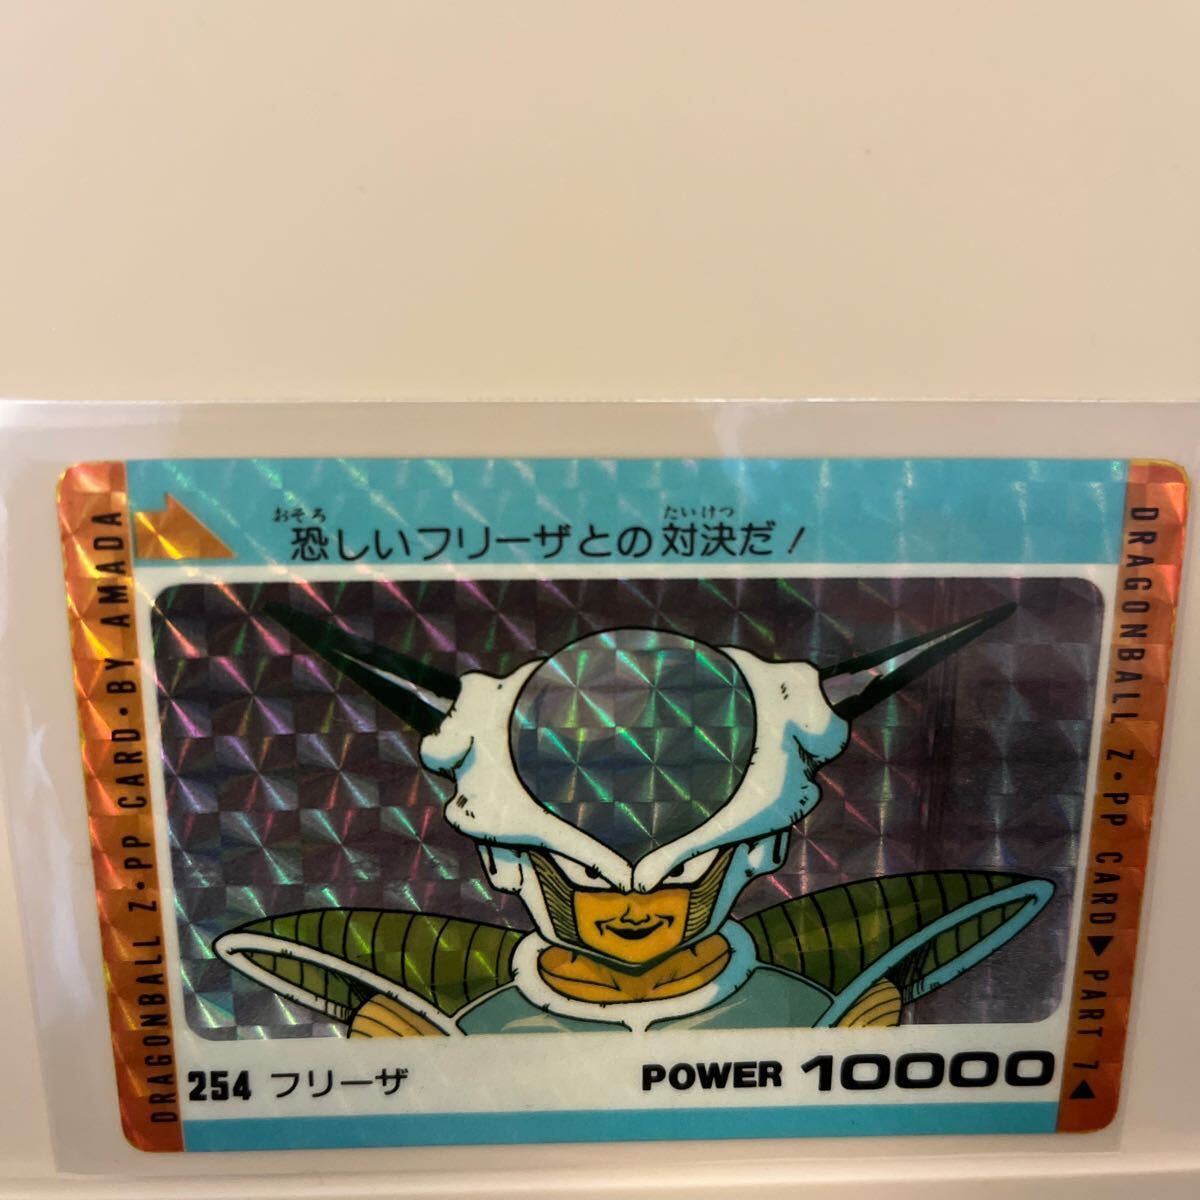 おそろ たいけつ
恐しいフリーザとの対決だ!
DRAGONBALL Z・PP CARD・BY AMADA
DRAGONBALL Z・PP CARD▶PART 7◀
254 フリーザ
POWER 10000